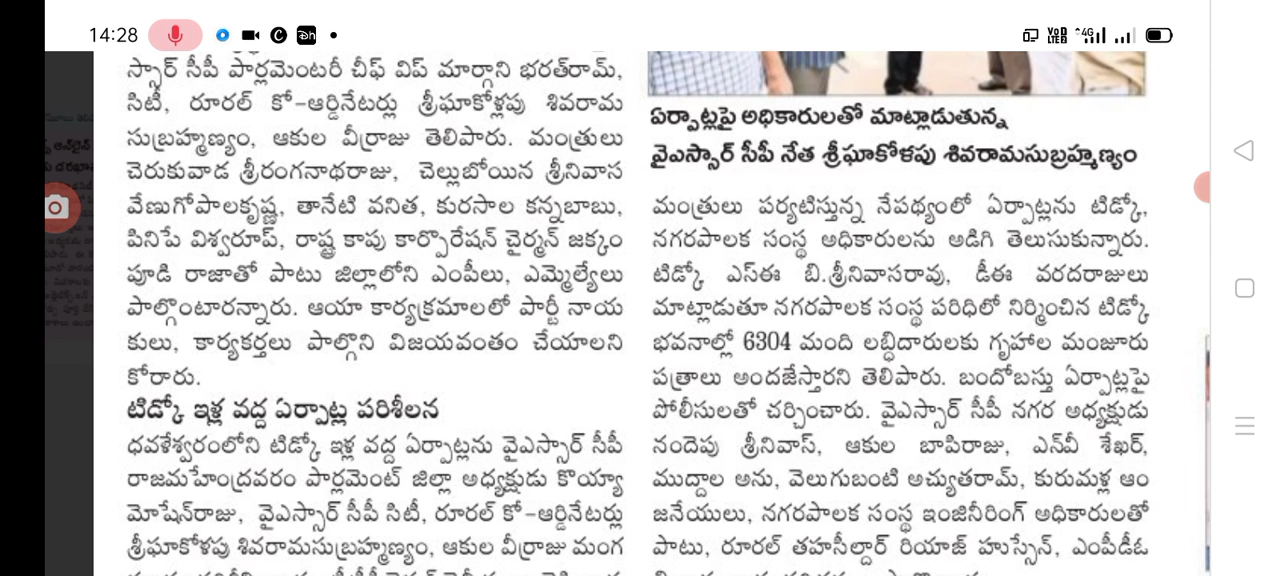 14:28
స్సార్ సీపీ పార్లమెంటరీ చీఫ్ విప్ మార్గాని భరత్‌రామ్,
సిటీ, రూరల్ కో-ఆర్డినేటర్లు శ్రీఘాకోళ్లపు శివరామ
సుబ్రహ్మణ్యం, ఆకుల వీర్రాజు తెలిపారు. మంత్రులు
చెరుకువాడ శ్రీరంగనాథరాజు, చెల్లుబోయిన శ్రీనివాస
వేణుగోపాలకృష్ణ, తానేటి వనిత, కురసాల కన్నబాబు,
పినిపే విశ్వరూప్, రాష్ట్ర కాపు కార్పొరేషన్ చైర్మన్ జక్కం
పూడి రాజాతో పాటు జిల్లాలోని ఎంపీలు, ఎమ్మెల్యేలు
పాల్గొంటారన్నారు. ఆయా కార్యక్రమాలలో పార్టీ నాయ
కులు, కార్యకర్తలు పాల్గొని విజయవంతం చేయాలని
కోరారు.
టిడ్కో ఇళ్ల వద్ద ఏర్పాట్ల పరిశీలన
ధవళేశ్వరంలోని టిడ్కో ఇళ్ల వద్ద ఏర్పాట్లను వైఎస్సార్ సీపీ
రాజమహేంద్రవరం పార్లమెంట్ జిల్లా అధ్యక్షుడు కొయ్యా
మోషేన్‌రాజు, వైఎస్సార్ సీపీ సిటీ, రూరల్ కో-ఆర్డినేటర్లు
శ్రీఘాకోళపు శివరామసుబ్రహ్మణ్యం, ఆకుల వీర్రాజు మంగ
ఏర్పాట్లపై అధికారులతో మాట్లాడుతున్న
వైఎస్సార్ సీపీ నేత శ్రీఘాకోళపు శివరామసుబ్రహ్మణ్యం
మంత్రులు పర్యటిస్తున్న నేపథ్యంలో ఏర్పాట్లను టిడ్కో,
నగరపాలక సంస్థ అధికారులను అడిగి తెలుసుకున్నారు.
టిడ్కో ఎస్ఈ బి.శ్రీనివాసరావు, డీఈ వరదరాజులు
మాట్లాడుతూ నగరపాలక సంస్థ పరిధిలో నిర్మించిన టిడ్కో
భవనాల్లో 6304 మంది లబ్ధిదారులకు గృహాల మంజూరు
పత్రాలు అందజేస్తారని తెలిపారు. బందోబస్తు ఏర్పాట్లపై
పోలీసులతో చర్చించారు. వైఎస్సార్ సీపీ నగర అధ్యక్షుడు
నందెపు శ్రీనివాస్, ఆకుల బాపిరాజు, ఎన్‌వీ శేఖర్,
ముద్దాల అను, వెలుగుబంటి అచ్యుతరామ్, కురుమళ్ల ఆం
జనేయులు, నగరపాలక సంస్థ ఇంజినీరింగ్ అధికారులతో
పాటు, రూరల్ తహసీల్దార్ రియాజ్ హుస్సేన్, ఎంపీడీఓ